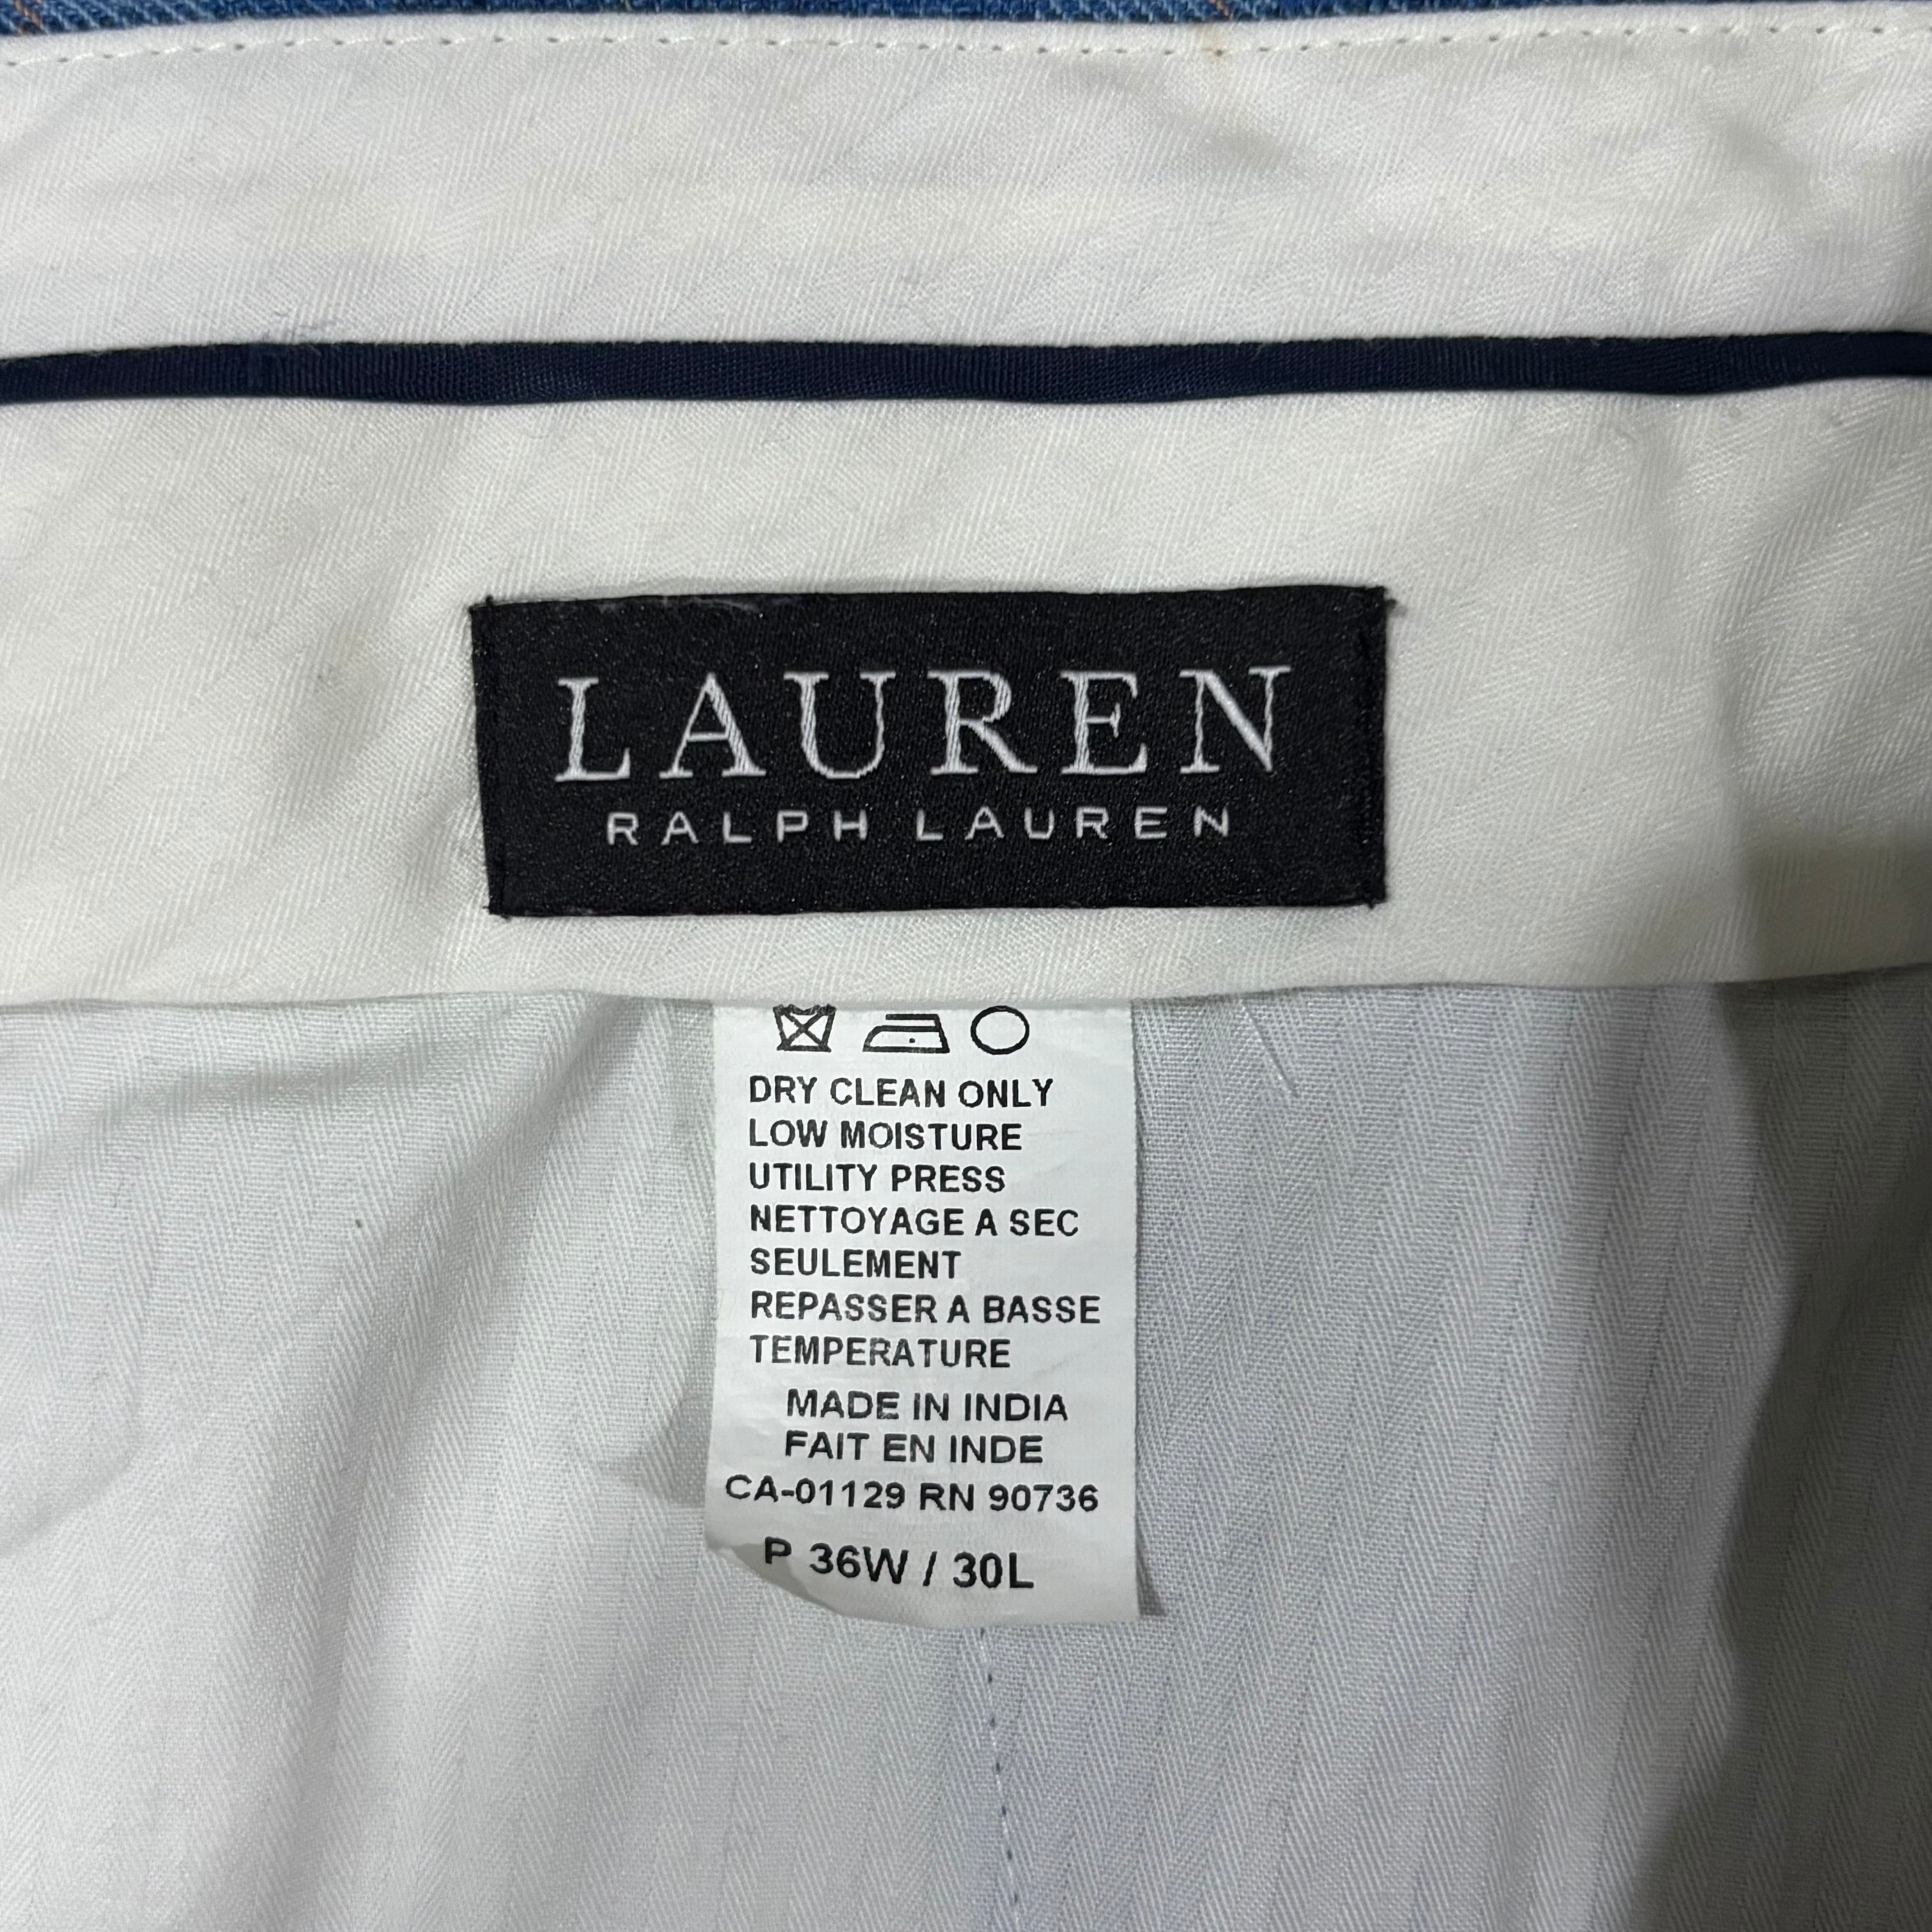 LAUREN
RALPH LAUREN
DRY CLEAN ONLY
LOW MOISTURE
UTILITY PRESS
NETTOYAGE A SEC
SEULEMENT
REPASSER A BASSE
TEMPERATURE
MADE IN INDIA
FAIT EN INDE
CA-01129 RN 90736
P 36W / 30L